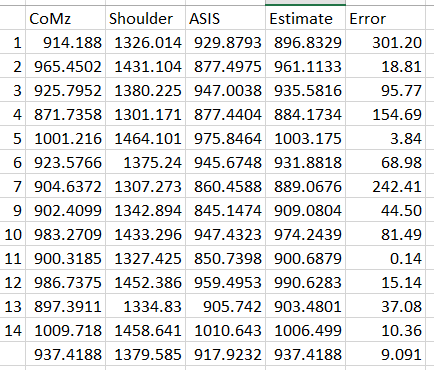 CoMz Shoulder ASIS Estimate Error
1 914.188 1326.014 929.8793 896.8329 301.20
2 965.4502 1431.104 877.4975 961.1133 18.81
3 925.7952 1380.225 947.0038 935.5816 95.77
4 871.7358 1301.171 877.4404 884.1734 154.69
5 1001.216 1464.101 975.8464 1003.175 3.84
6 923.5766 1375.24 945.6748 931.8818 68.98
7 904.6372 1307.273 860.4588 889.0676 242.41
9 902.4099 1342.894 845.1474 909.0804 44.50
10 983.2709 1433.296 947.4323 974.2439 81.49
11 900.3185 1327.425 850.7398 900.6879 0.14
12 986.7375 1452.386 959.4953 990.6283 15.14
13 897.3911 1334.83 905.742 903.4801 37.08
14 1009.718 1458.641 1010.643 1006.499 10.36
937.4188 1379.585 917.9232 937.4188 9.091